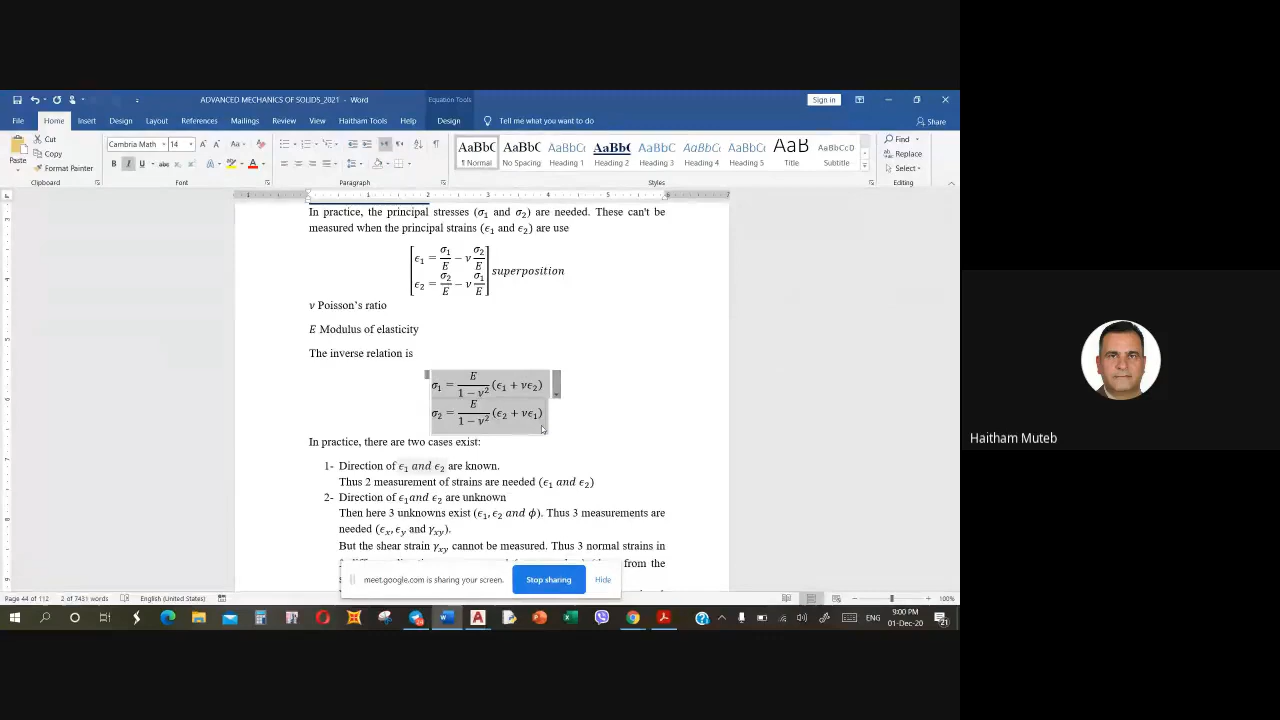 ADVANCED MECHANICS OF SOLIDS_2021 - Word
Equation Tools
Sign in
File Home Insert Design Layout References Mailings Review View Haitham Tools Help Design Tell me what you want to do Share
Paste
Cut
Copy
Format Painter
Clipboard
Cambria Math 14
Font
Paragraph
AaBbC ¶ Normal
AaBbC No Spacing
AaBbC Heading 1
AaBbC Heading 2
AaBbC Heading 3
AaBbC Heading 4
AaBbC Heading 5
AaB Title
AaBbCcD Subtitle
Styles
Find
Replace
Select
Editing
In practice, the principal stresses (σ1 and σ2) are needed. These can't be
measured when the principal strains (ϵ1 and ϵ2) are use
ϵ1 = σ1/E − ν σ2/E
ϵ2 = σ2/E − ν σ1/E
superposition
ν Poisson's ratio
E Modulus of elasticity
The inverse relation is
σ1 = E/(1 − ν²) (ϵ1 + νϵ2)
σ2 = E/(1 − ν²) (ϵ2 + νϵ1)
In practice, there are two cases exist:
1- Direction of ϵ1 and ϵ2 are known.
Thus 2 measurement of strains are needed (ϵ1 and ϵ2)
2- Direction of ϵ1and ϵ2 are unknown
Then here 3 unknowns exist (ϵ1, ϵ2 and ϕ). Thus 3 measurements are
needed (ϵx, ϵy and γxy).
But the shear strain γxy cannot be measured. Thus 3 normal strains in
from the
meet.google.com is sharing your screen.
Stop sharing
Hide
Page 44 of 112
2 of 7431 words
English (United States)
100%
ENG
9:00 PM
01-Dec-20
21
Haitham Muteb